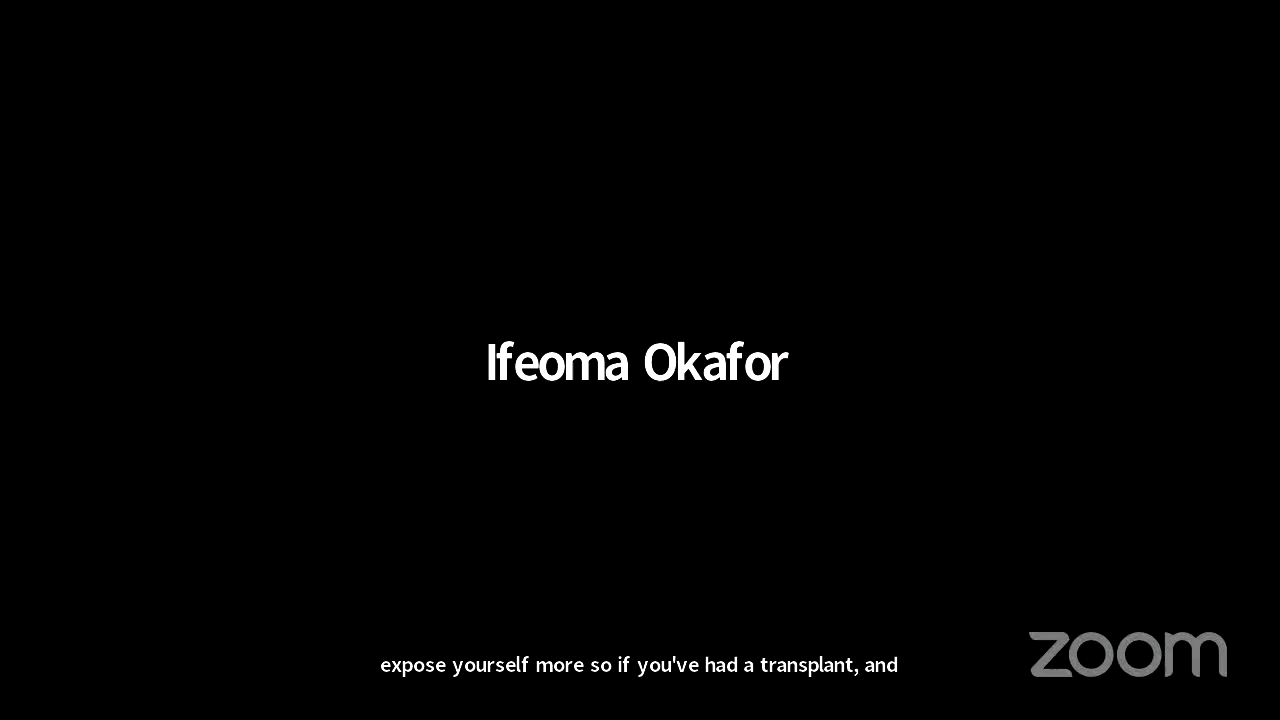 Ifeoma Okafor
expose yourself more so if you've had a transplant, and
zoom